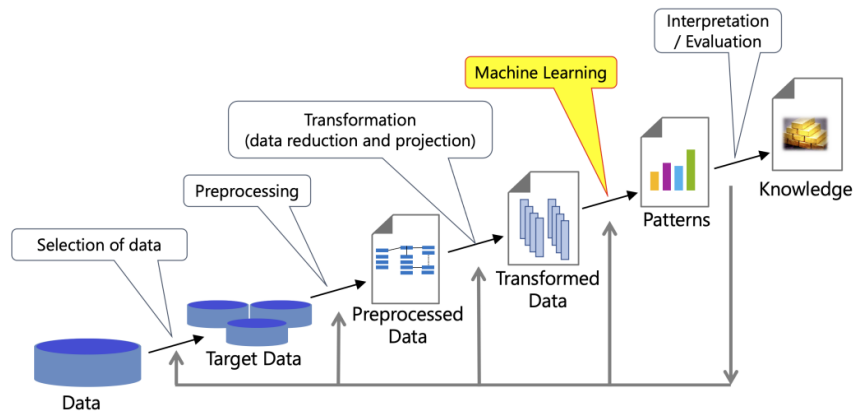 Interpretation
/ Evaluation
Machine Learning
Transformation
(data reduction and projection)
Preprocessing
Selection of data
Knowledge
Patterns
Transformed
Data
Preprocessed
Data
Target Data
Data